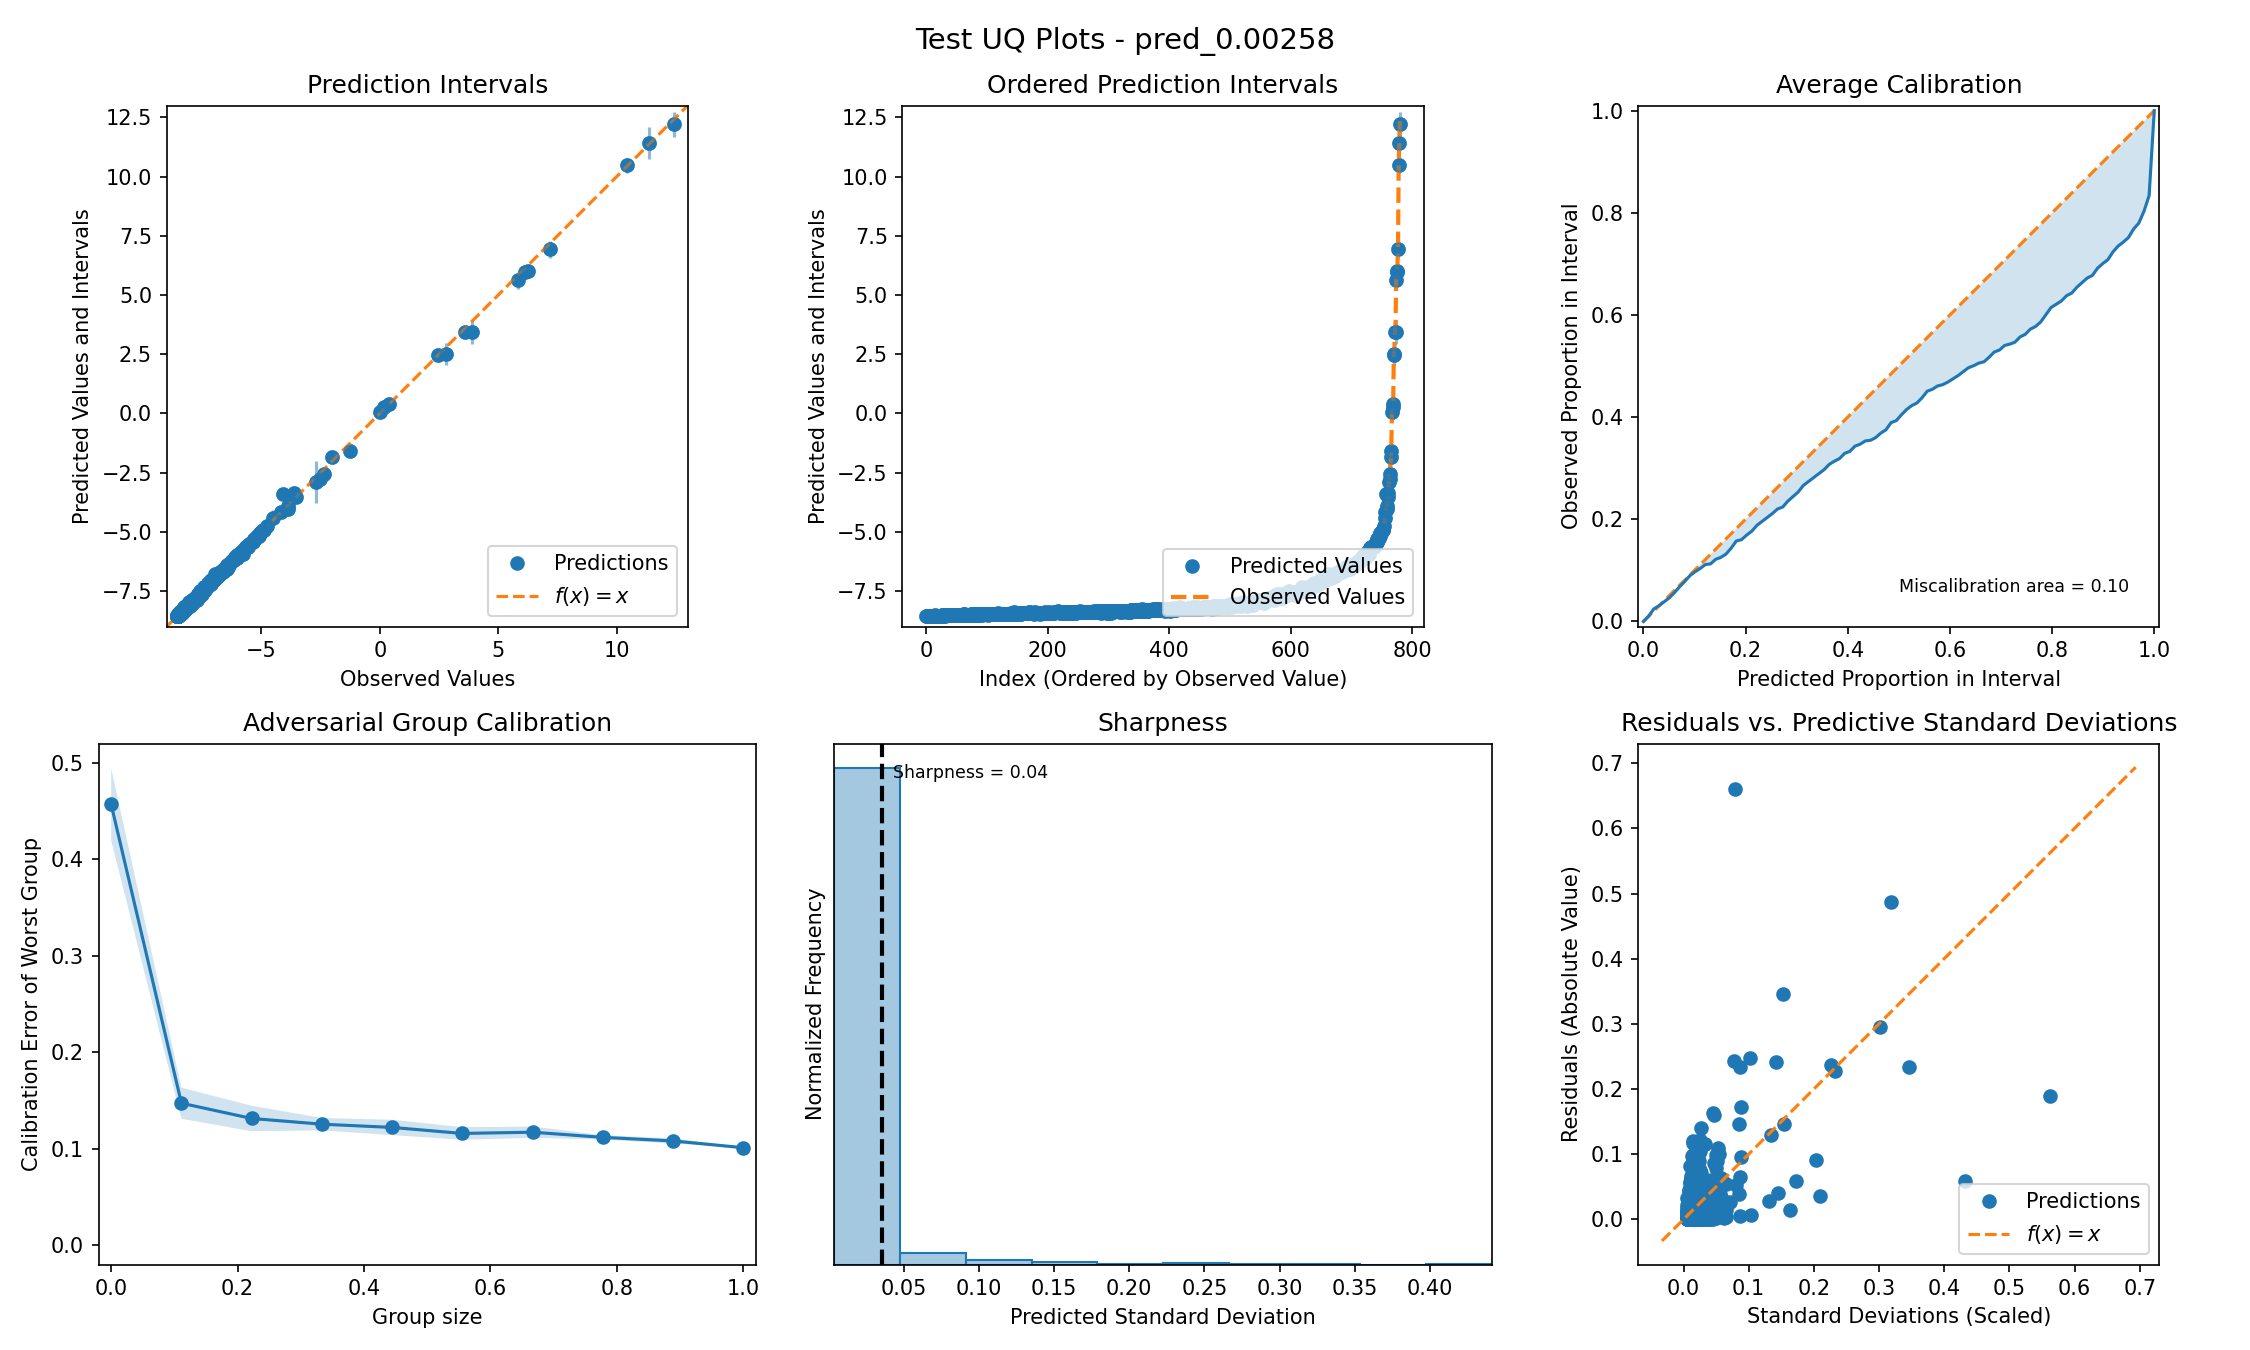 Test UQ Plots - pred_0.00258
Prediction Intervals
12.5
10.0
7.5
5.0
2.5
0.0
−2.5
−5.0
−7.5
Predicted Values and Intervals
Predictions
f(x) = x
−5
0
5
10
Observed Values
Ordered Prediction Intervals
12.5
10.0
7.5
5.0
2.5
0.0
−2.5
−5.0
−7.5
Predicted Values and Intervals
Predicted Values
Observed Values
0
200
400
600
800
Index (Ordered by Observed Value)
Average Calibration
1.0
0.8
0.6
0.4
0.2
0.0
Observed Proportion in Interval
Miscalibration area = 0.10
0.0
0.2
0.4
0.6
0.8
1.0
Predicted Proportion in Interval
Adversarial Group Calibration
0.5
0.4
0.3
0.2
0.1
0.0
Calibration Error of Worst Group
0.0
0.2
0.4
0.6
0.8
1.0
Group size
Sharpness
Sharpness = 0.04
Normalized Frequency
0.05
0.10
0.15
0.20
0.25
0.30
0.35
0.40
Predicted Standard Deviation
Residuals vs. Predictive Standard Deviations
0.7
0.6
0.5
0.4
0.3
0.2
0.1
0.0
Residuals (Absolute Value)
Predictions
f(x) = x
0.0
0.1
0.2
0.3
0.4
0.5
0.6
0.7
Standard Deviations (Scaled)